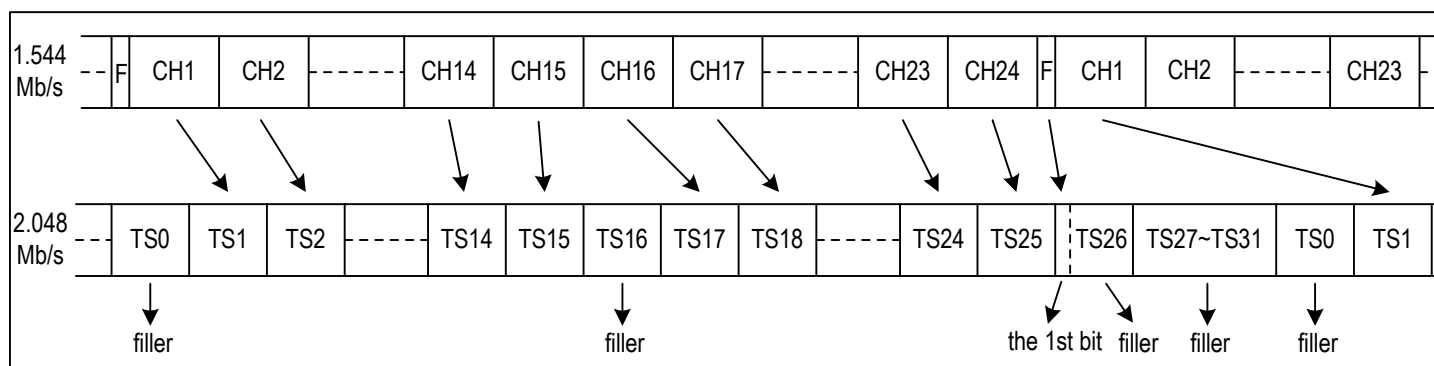 1.544
Mb/s
F CH1 CH2 CH14 CH15 CH16 CH17 CH23 CH24 F CH1 CH2 CH23
2.048
Mb/s
TS0 TS1 TS2 TS14 TS15 TS16 TS17 TS18 TS24 TS25 TS26 TS27~TS31 TS0 TS1
filler filler the 1st bit filler filler filler